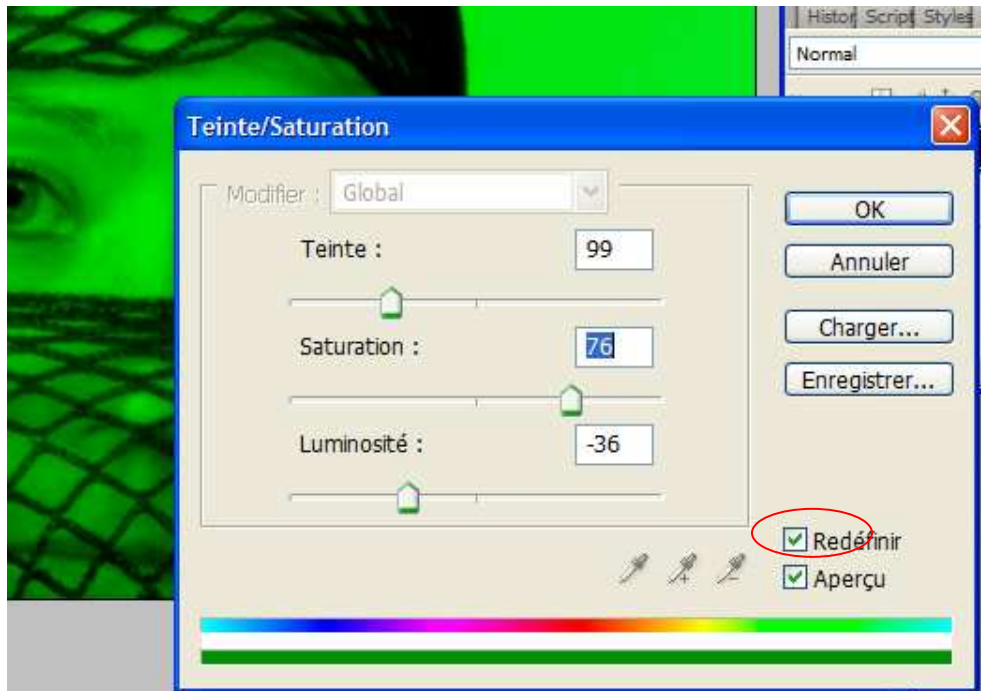 Histor Script Styles
Normal
Teinte/Saturation
Modifier : Global
OK
Teinte : 99
Annuler
Charger...
Saturation : 76
Enregistrer...
Luminosité : -36
Redéfinir
Aperçu